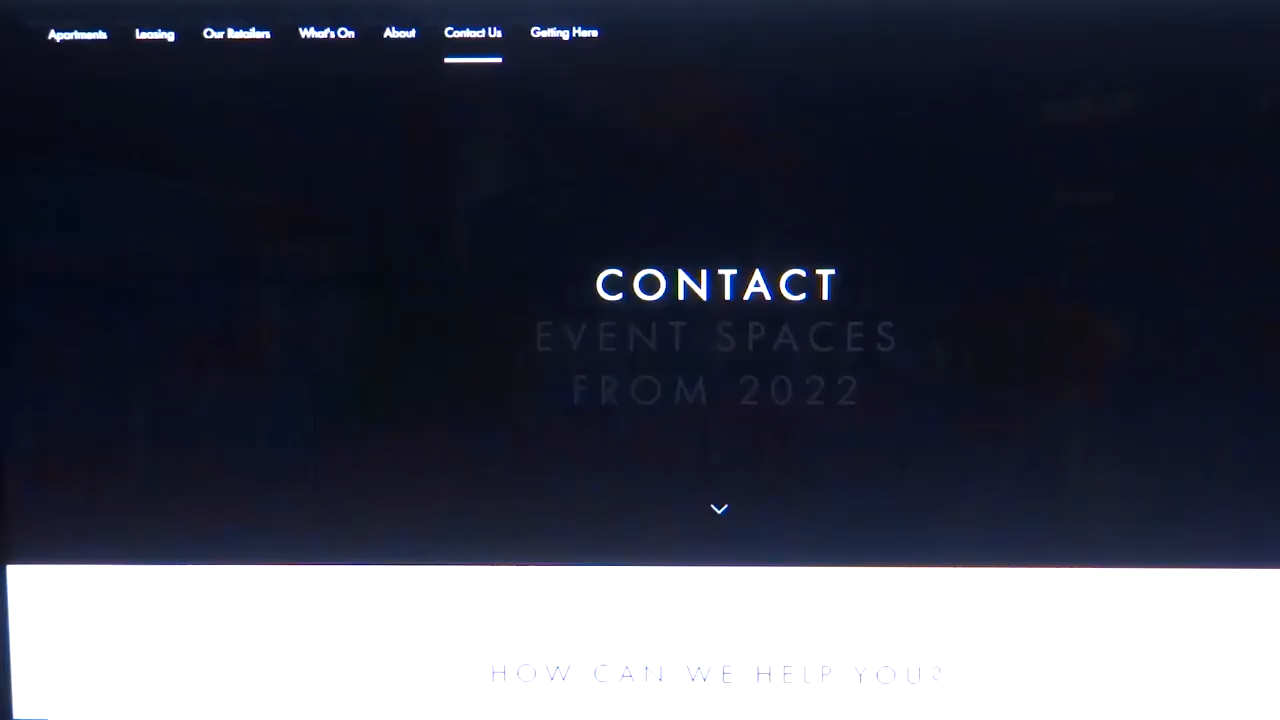 Apartments Leasing Our Retailers What's On About Contact Us Getting Here
CONTACT
EVENT SPACES
FROM 2022
HOW CAN WE HELP YOU?